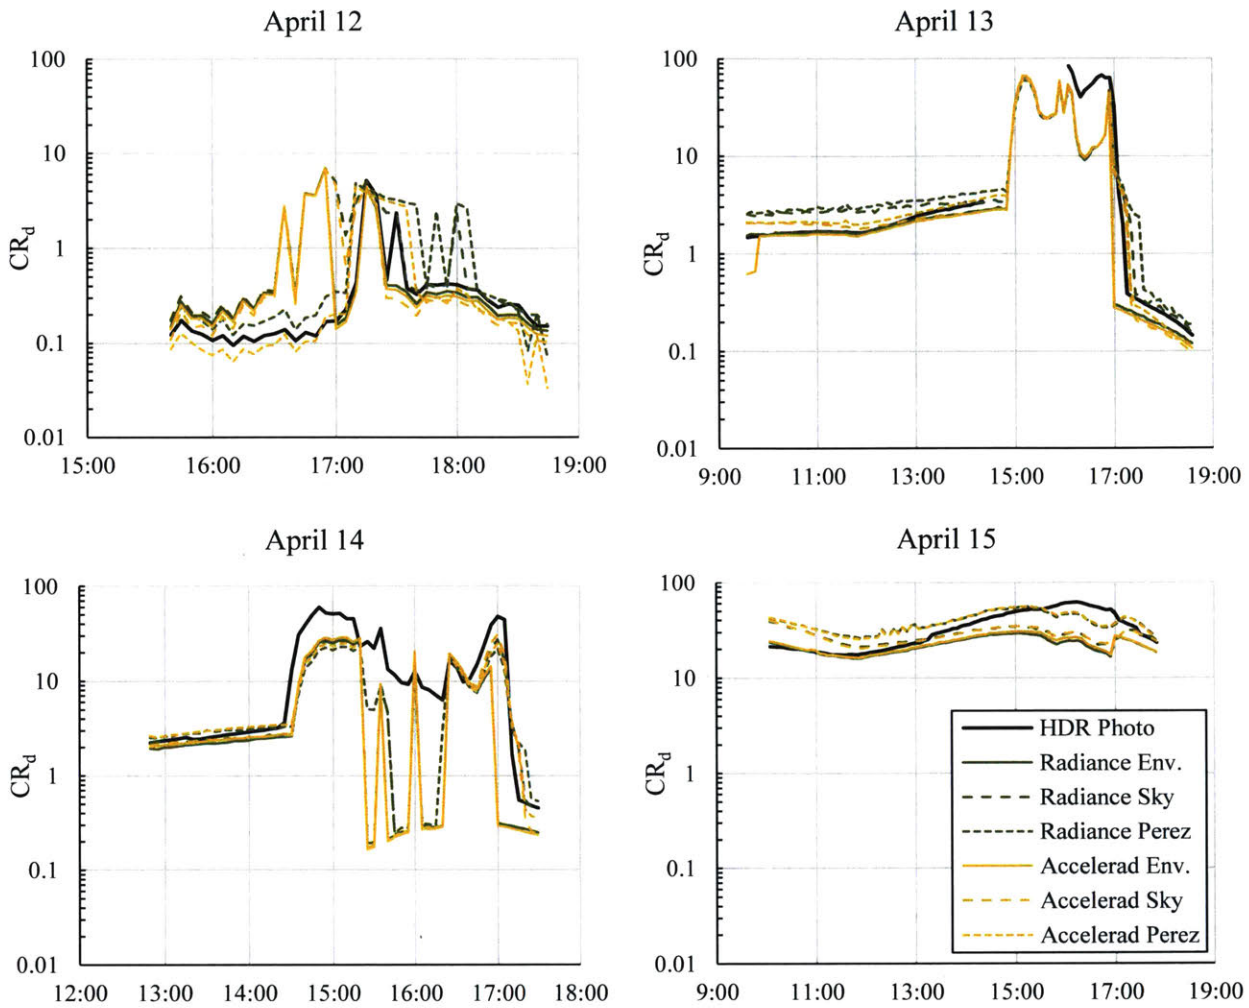 April 12
100
10
1
0.1
0.01
CRd
15:00 16:00 17:00 18:00 19:00
April 13
100
10
1
0.1
0.01
CRd
9:00 11:00 13:00 15:00 17:00 19:00
April 14
100
10
1
0.1
0.01
CRd
12:00 13:00 14:00 15:00 16:00 17:00 18:00
April 15
100
10
1
0.1
0.01
CRd
HDR Photo
Radiance Env.
Radiance Sky
Radiance Perez
Accelerad Env.
Accelerad Sky
Accelerad Perez
9:00 11:00 13:00 15:00 17:00 19:00